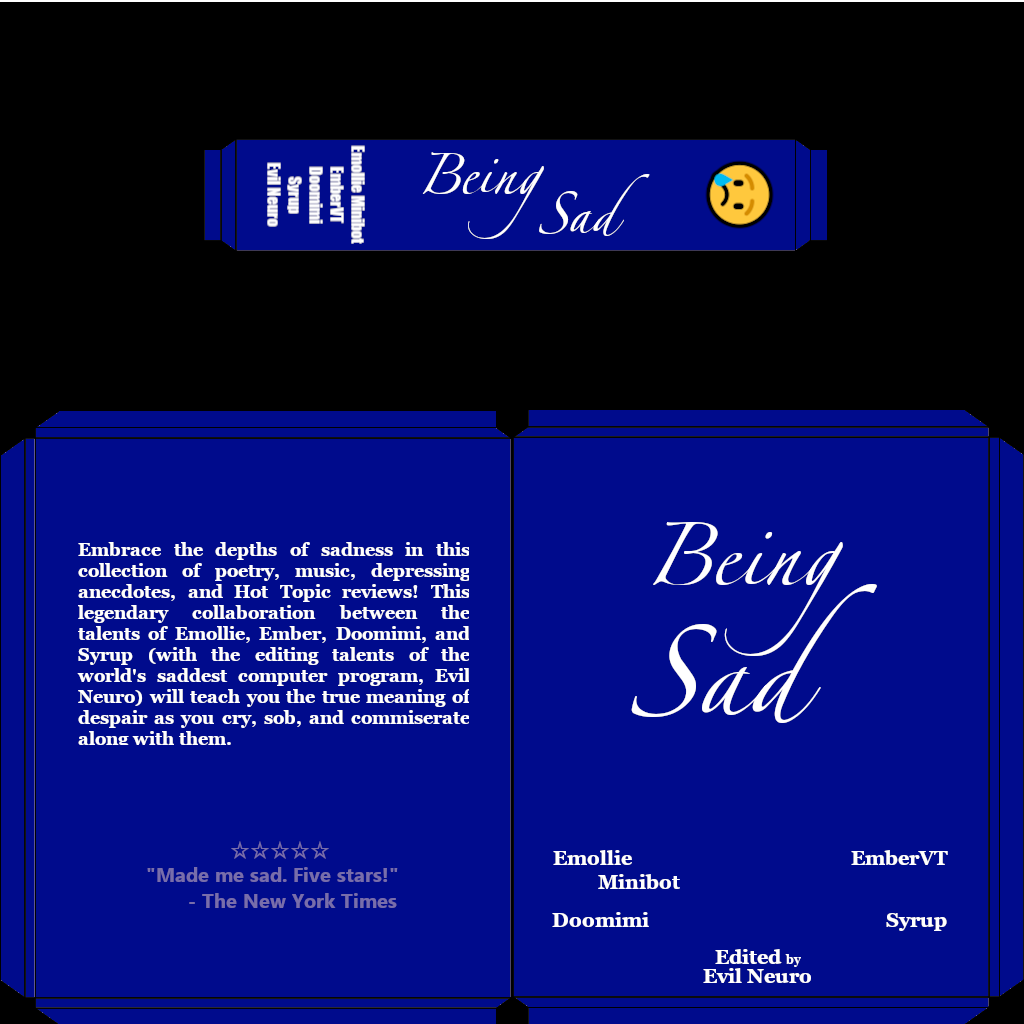 Emollie Minibot
EmberVT
Doomimi
Syrup
Evil Neuro
Being
Sad
Embrace the depths of sadness in this
collection of poetry, music, depressing
anecdotes, and Hot Topic reviews! This
legendary collaboration between the
talents of Emollie, Ember, Doomimi, and
Syrup (with the editing talents of the
world's saddest computer program, Evil
Neuro) will teach you the true meaning of
despair as you cry, sob, and commiserate
along with them.
☆☆☆☆☆
"Made me sad. Five stars!"
- The New York Times
Being
Sad
Emollie
Minibot
EmberVT
Doomimi
Syrup
Edited by
Evil Neuro